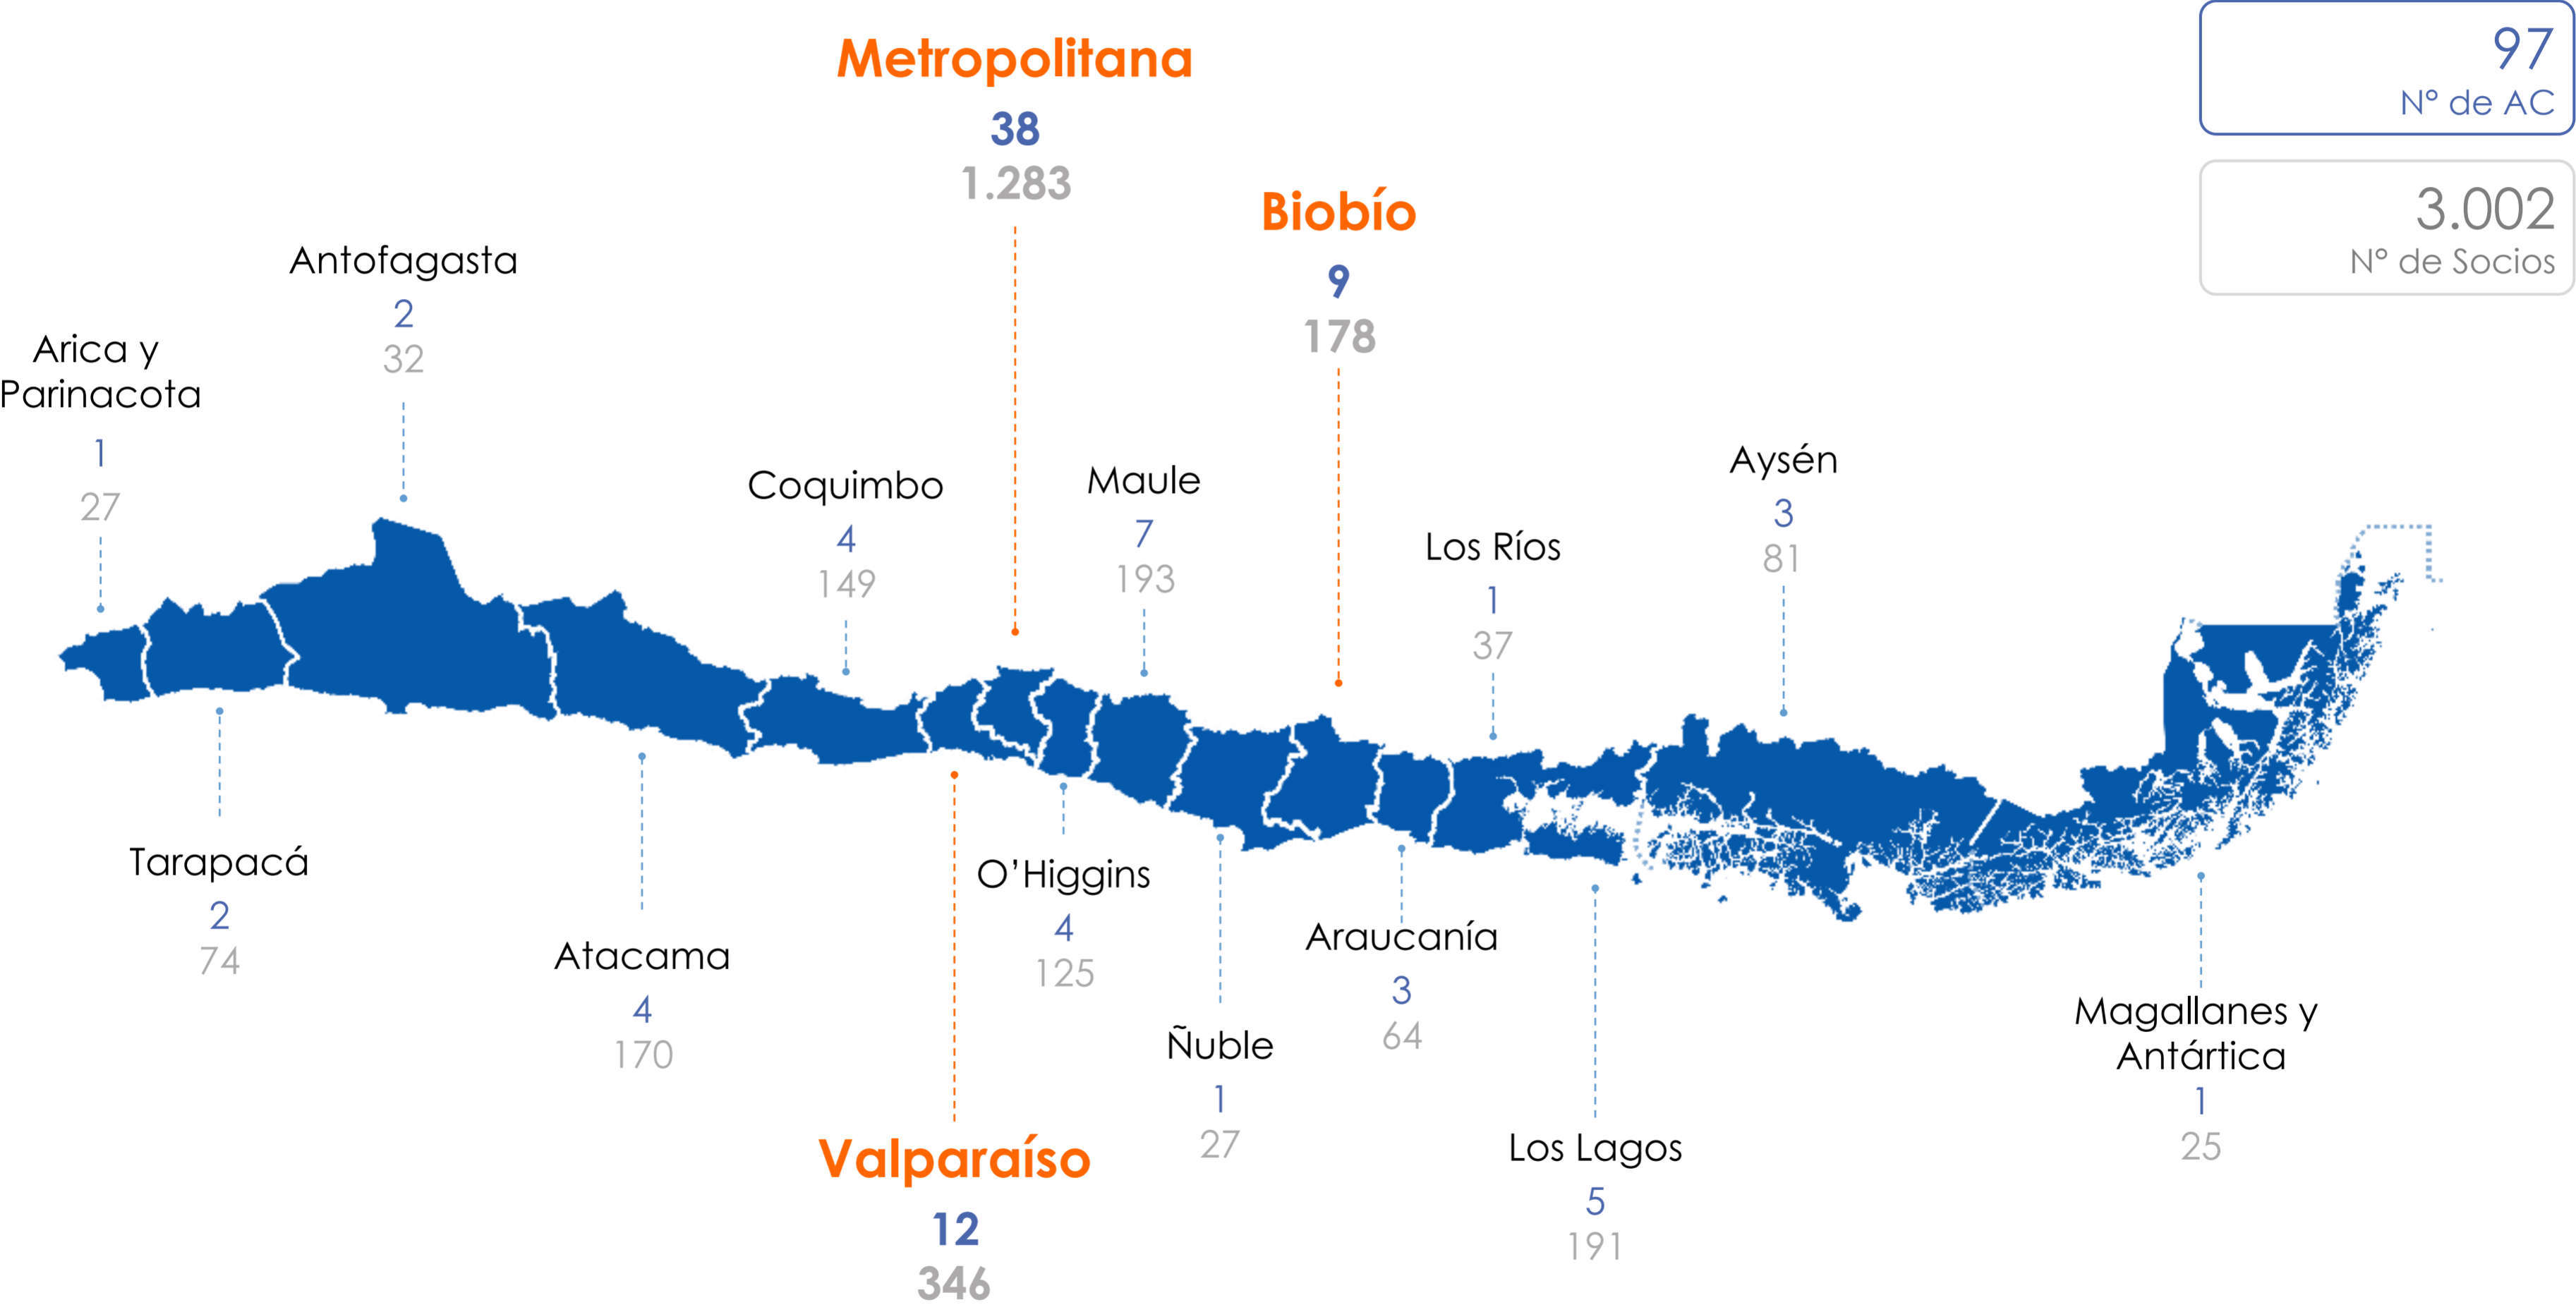 Metropolitana
38
1.283
97
N° de AC
3.002
N° de Socios
Biobío
9
178
Antofagasta
2
32
Arica y
Parinacota
1
27
Coquimbo
4
149
Maule
7
193
Los Ríos
1
37
Aysén
3
81
Tarapacá
2
74
Atacama
4
170
Valparaíso
12
346
O'Higgins
4
125
Ñuble
1
27
Araucanía
3
64
Los Lagos
5
191
Magallanes y
Antártica
1
25